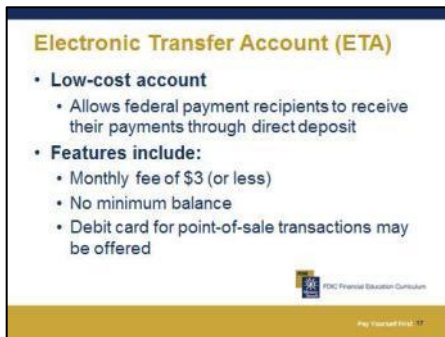 Electronic Transfer Account (ETA)
• Low-cost account
• Allows federal payment recipients to receive
their payments through direct deposit
• Features include:
• Monthly fee of $3 (or less)
• No minimum balance
• Debit card for point-of-sale transactions may
be offered
FDIC Financial Education Curriculum
Pay Yourself First 17